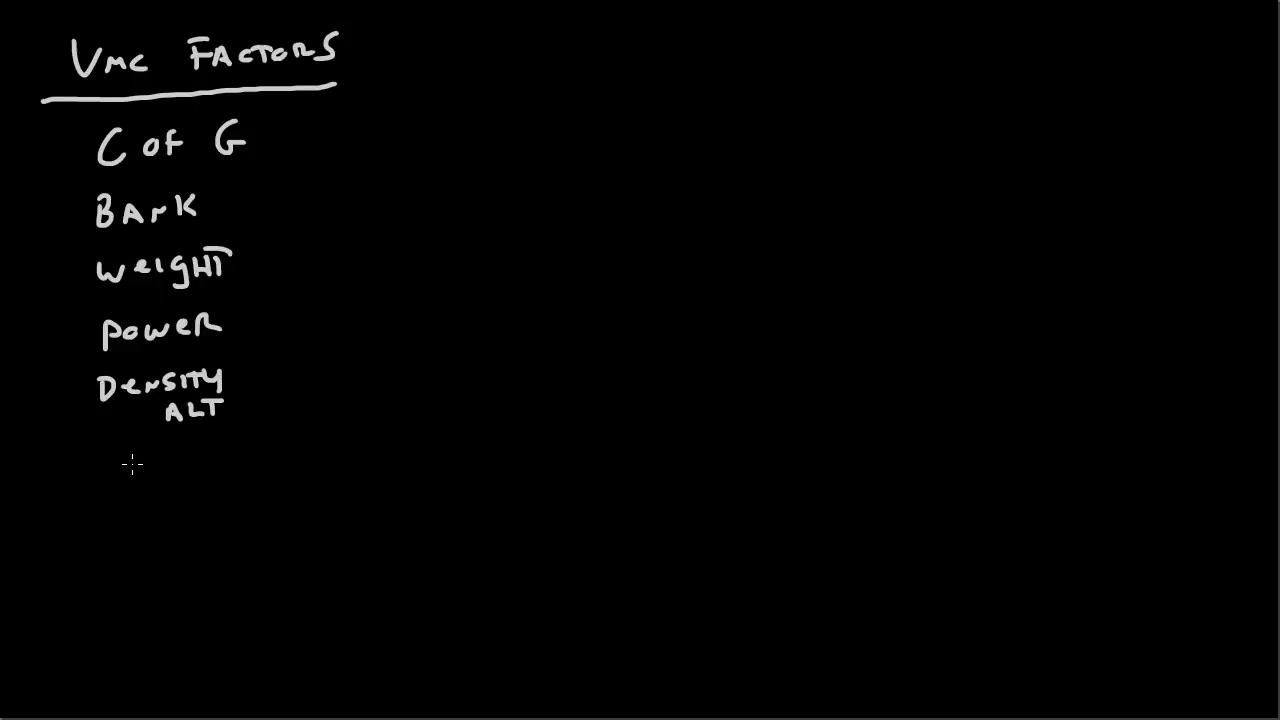 Vmc FACTORS
C of G
BANK
WeIgHT
POWER
DeNSITY
ALT